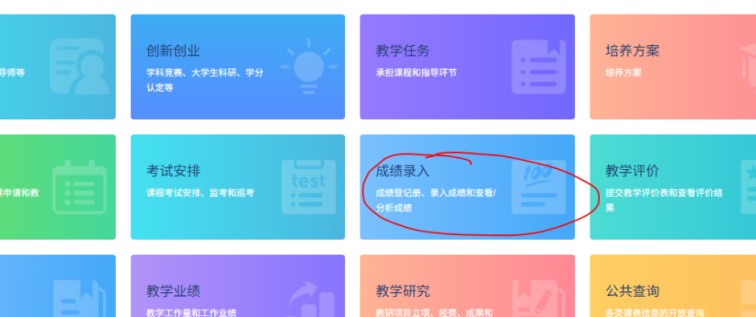 导师等
创新创业
学科竞赛、大学生科研、学分
认定等
教学任务
承担课程和指导环节
培养方案
培养方案
申请和教
考试安排
课程考试安排、监考和巡考
test
成绩录入
成绩登记册、录入成绩和查看/
分析成绩
100
教学评价
提交教学评价表和查看评价结
果
教学业绩
教学工作量和工作业绩
教学研究
教研项目立项、经费、成果和
公共查询
各类课表信息的开放查询